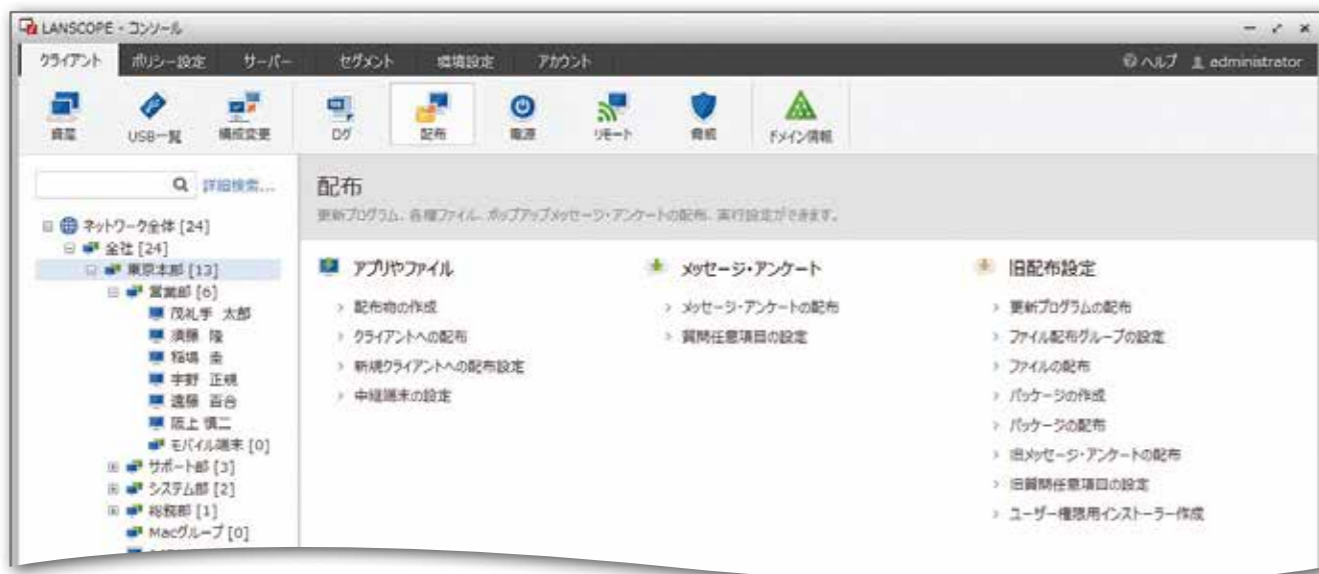 LANSCOPE - コンソール
クライアント ポリシー設定 サーバー セグメント 環境設定 アカウント ヘルプ administrator
資産 USB一覧 構成変更 ログ 配布 電源 リモート 脅威 ドメイン情報
詳細検索...
ネットワーク全体 [24]
全社 [24]
東京本部 [13]
営業部 [6]
茂礼手 太郎
須藤 隆
稲場 圭
宇野 正規
遠藤 百合
阪上 慎二
モバイル端末 [0]
サポート部 [3]
システム部 [2]
総務部 [1]
Macグループ [0]
配布
更新プログラム、各種ファイル、ポップアップメッセージ・アンケートの配布、実行設定ができます。
アプリやファイル
配布物の作成
クライアントへの配布
新規クライアントへの配布設定
中継端末の設定
メッセージ・アンケート
メッセージ・アンケートの配布
質問任意項目の設定
旧配布設定
更新プログラムの配布
ファイル配布グループの設定
ファイルの配布
パッケージの作成
パッケージの配布
旧メッセージ・アンケートの配布
旧質問任意項目の設定
ユーザー権限用インストーラー作成